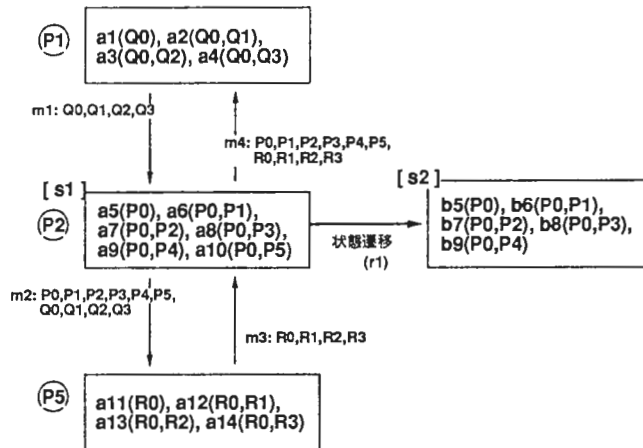 P1
a1(Q0), a2(Q0,Q1),
a3(Q0,Q2), a4(Q0,Q3)
m1: Q0,Q1,Q2,Q3
m4: P0,P1,P2,P3,P4,P5,
R0,R1,R2,R3
[ s1 ]
P2
a5(P0), a6(P0,P1),
a7(P0,P2), a8(P0,P3),
a9(P0,P4), a10(P0,P5)
状態遷移
(r1)
[ s2 ]
b5(P0), b6(P0,P1),
b7(P0,P2), b8(P0,P3),
b9(P0,P4)
m2: P0,P1,P2,P3,P4,P5,
Q0,Q1,Q2,Q3
m3: R0,R1,R2,R3
P5
a11(R0), a12(R0,R1),
a13(R0,R2), a14(R0,R3)